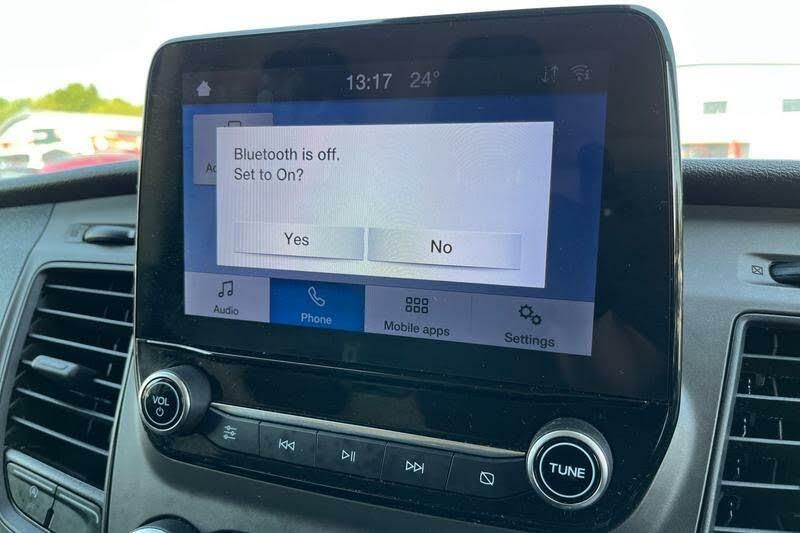 13:17 24°
Bluetooth is off.
Set to On?
Yes No
Audio Phone Mobile apps Settings
VOL
TUNE